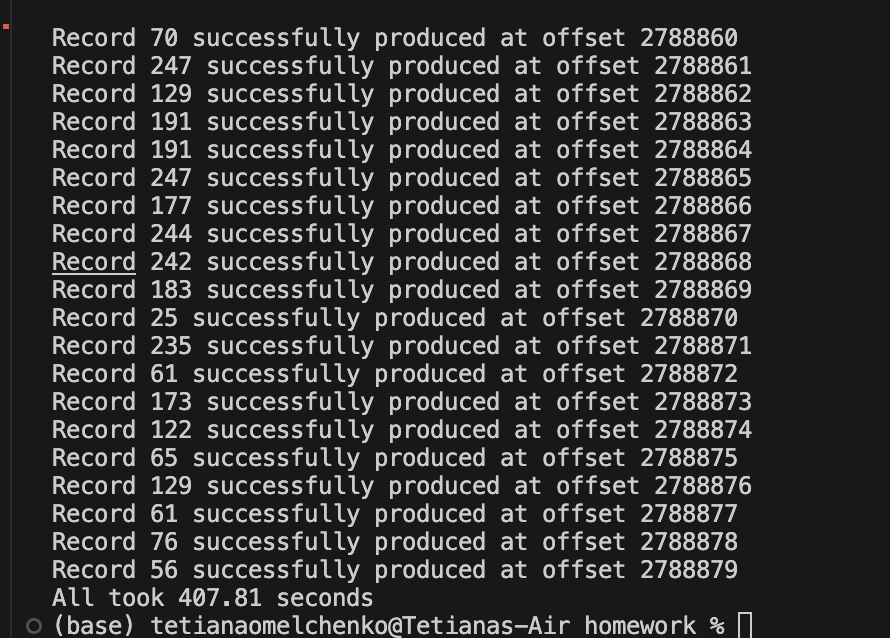 Record 70 successfully produced at offset 2788860
Record 247 successfully produced at offset 2788861
Record 129 successfully produced at offset 2788862
Record 191 successfully produced at offset 2788863
Record 191 successfully produced at offset 2788864
Record 247 successfully produced at offset 2788865
Record 177 successfully produced at offset 2788866
Record 244 successfully produced at offset 2788867
Record 242 successfully produced at offset 2788868
Record 183 successfully produced at offset 2788869
Record 25 successfully produced at offset 2788870
Record 235 successfully produced at offset 2788871
Record 61 successfully produced at offset 2788872
Record 173 successfully produced at offset 2788873
Record 122 successfully produced at offset 2788874
Record 65 successfully produced at offset 2788875
Record 129 successfully produced at offset 2788876
Record 61 successfully produced at offset 2788877
Record 76 successfully produced at offset 2788878
Record 56 successfully produced at offset 2788879
All took 407.81 seconds
(base) tetianaomelchenko@Tetianas-Air homework %